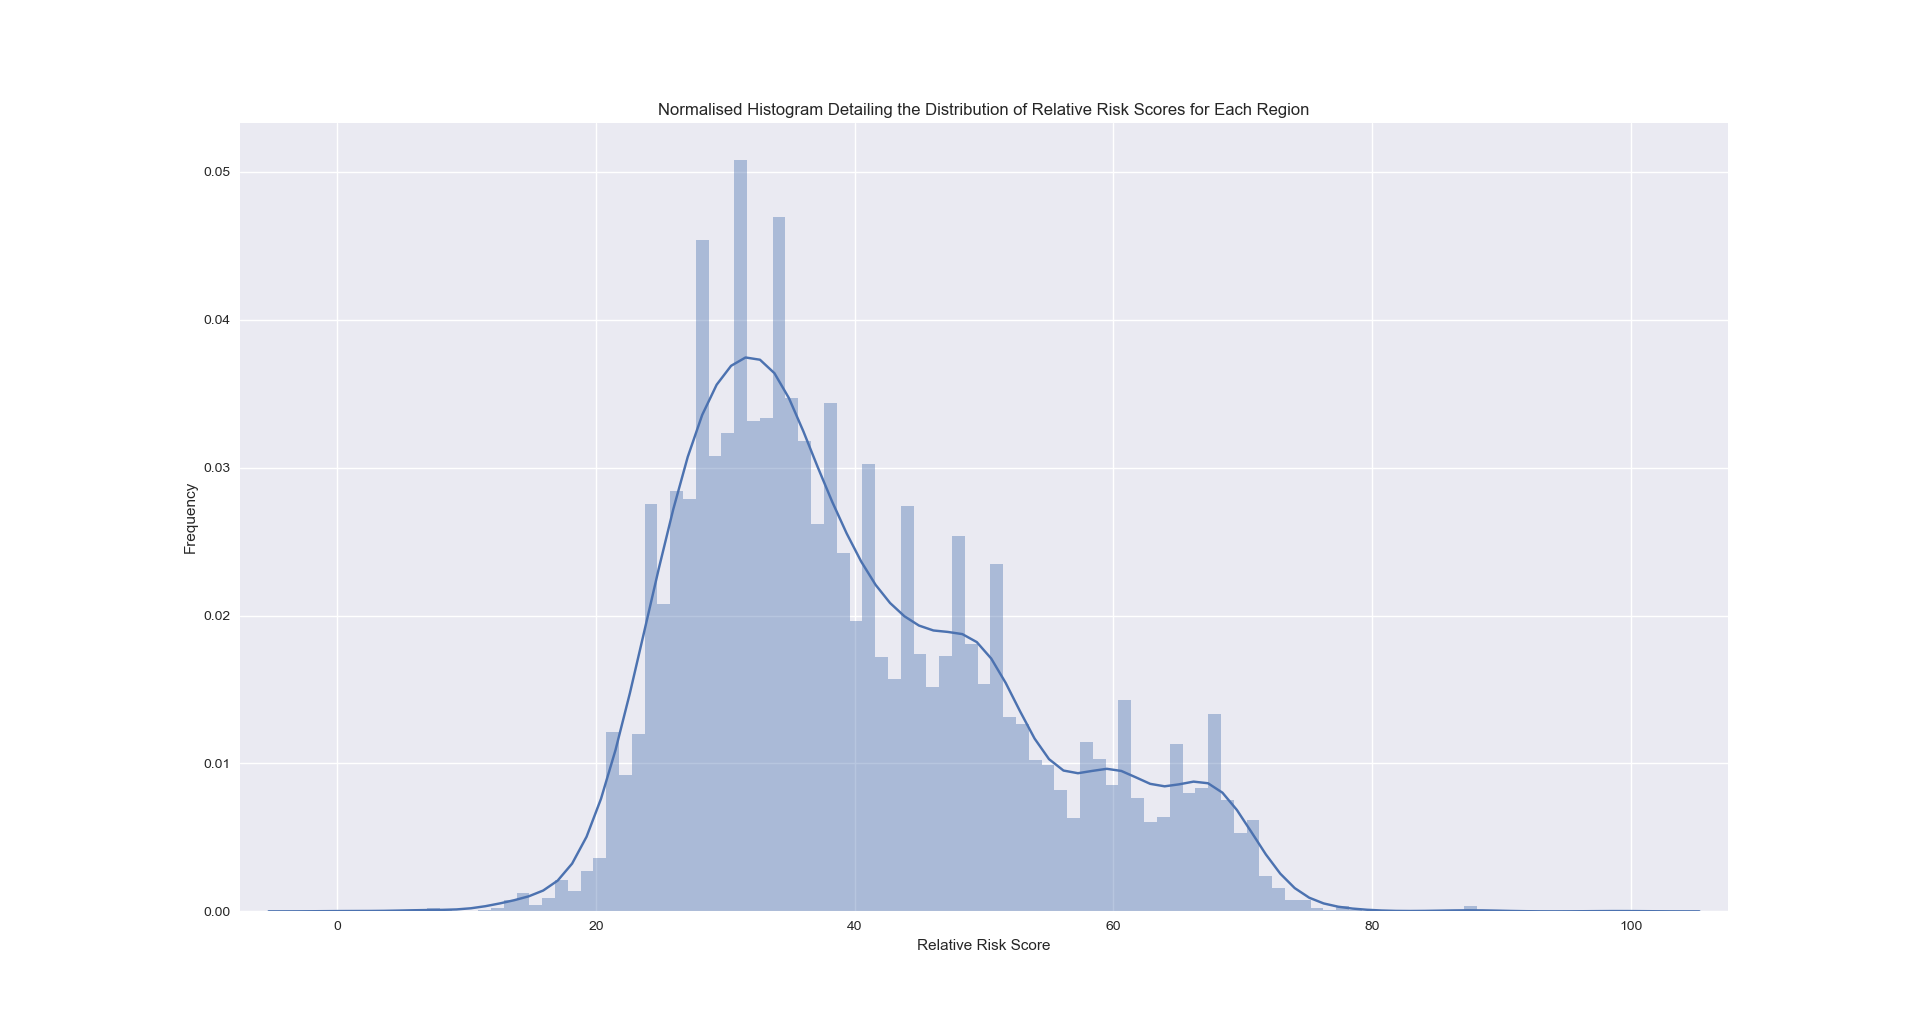 Normalised Histogram Detailing the Distribution of Relative Risk Scores for Each Region
0.05
0.04
0.03
0.02
0.01
0.00
Frequency
0 20 40 60 80 100
Relative Risk Score